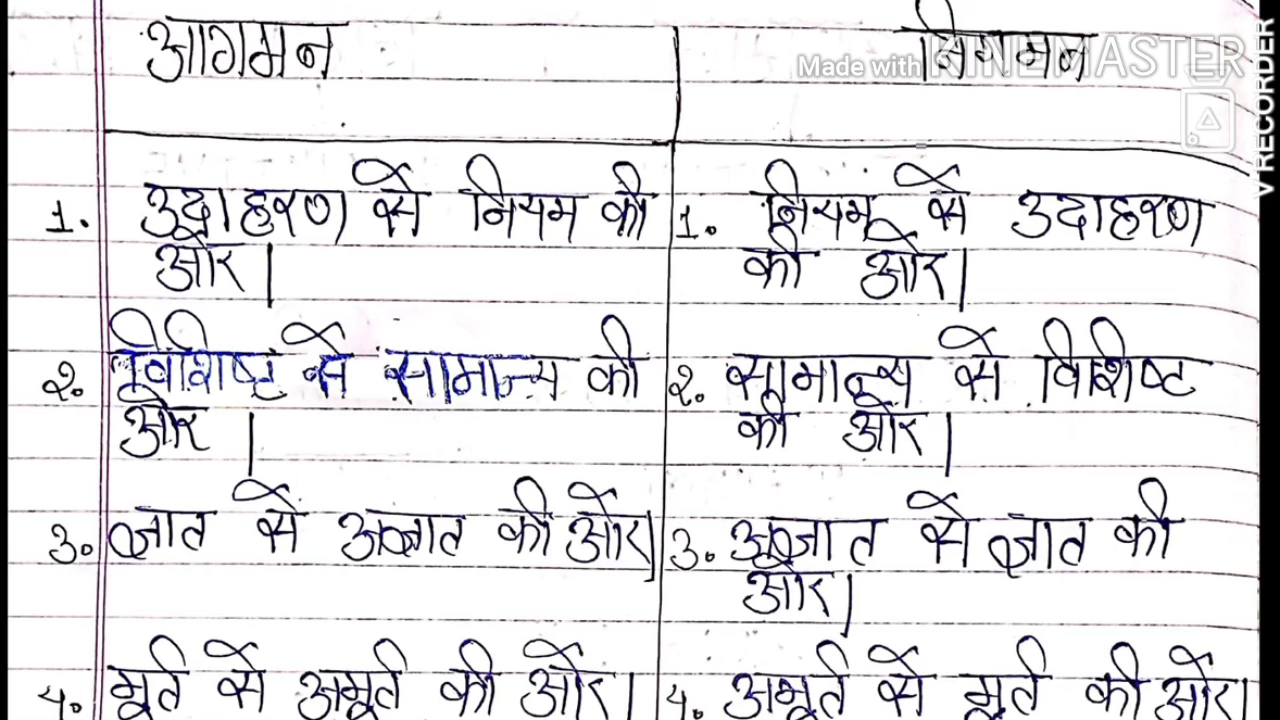 आगमन
निगमन
Made with KINEMASTER
V RECORDER
1. उदाहरण से नियम की
ओर।
1. नियम से उदाहरण
की ओर।
2. विशिष्ट से सामान्य की
ओर।
2. सामान्य से विशिष्ट
की ओर।
3. ज्ञात से अज्ञात की ओर।
3. अज्ञात से ज्ञात की
ओर।
4. मूर्त से अमूर्त की ओर।
4. अमूर्त से मूर्त की ओर।